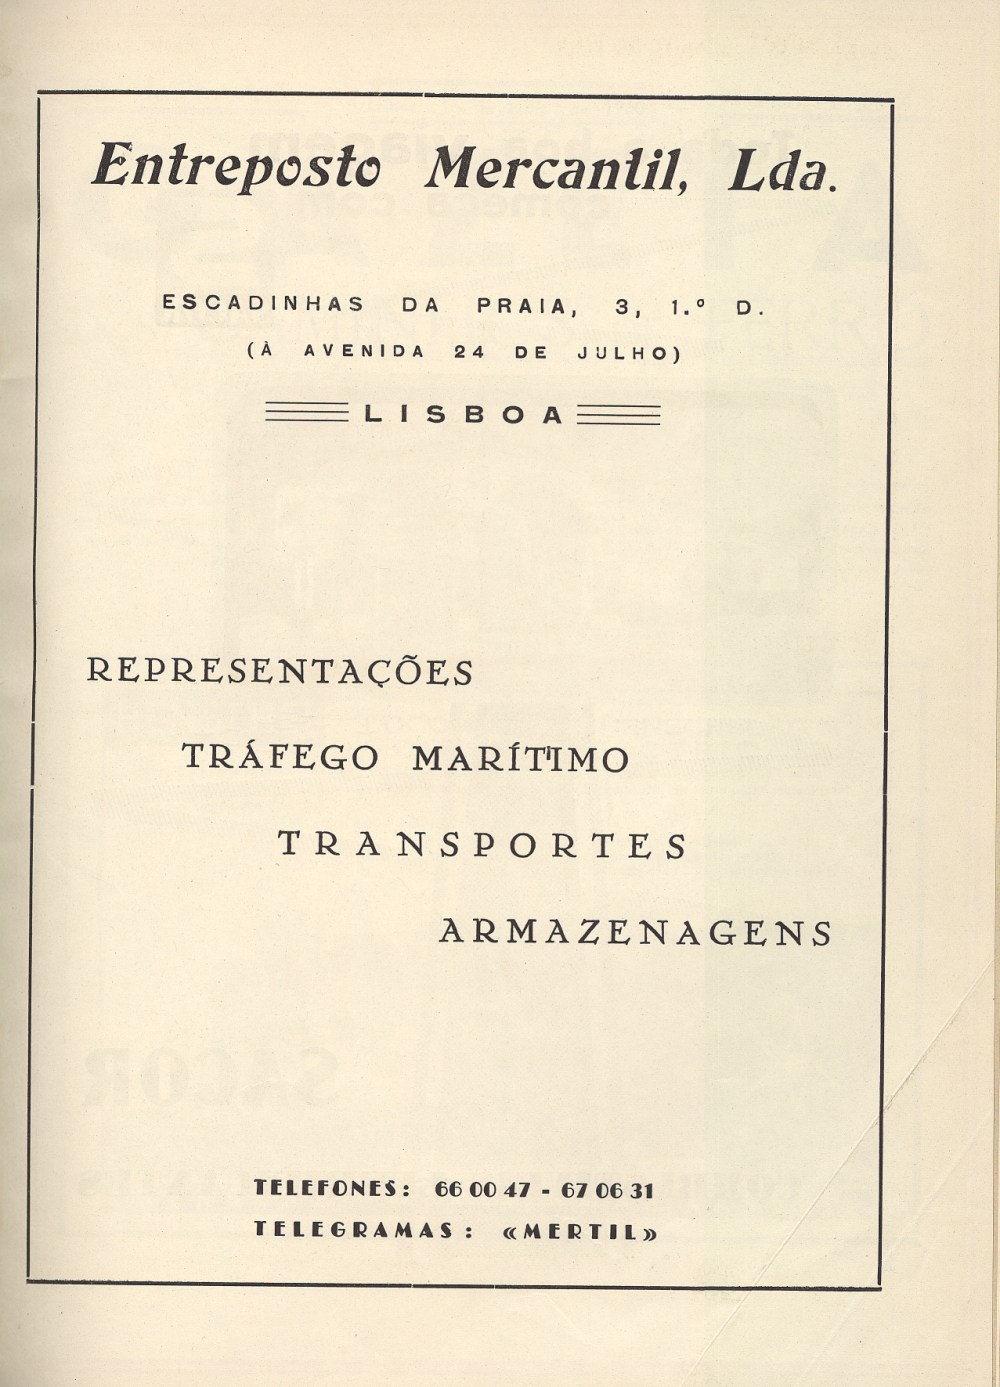 Entreposto Mercantil, Lda.
ESCADINHAS DA PRAIA, 3, 1.º D.
(À AVENIDA 24 DE JULHO)
LISBOA
REPRESENTAÇÕES
TRÁFEGO MARÍTIMO
TRANSPORTES
ARMAZENAGENS
TELEFONES: 66 00 47 - 67 06 31
TELEGRAMAS: «MERTIL»
SACOR